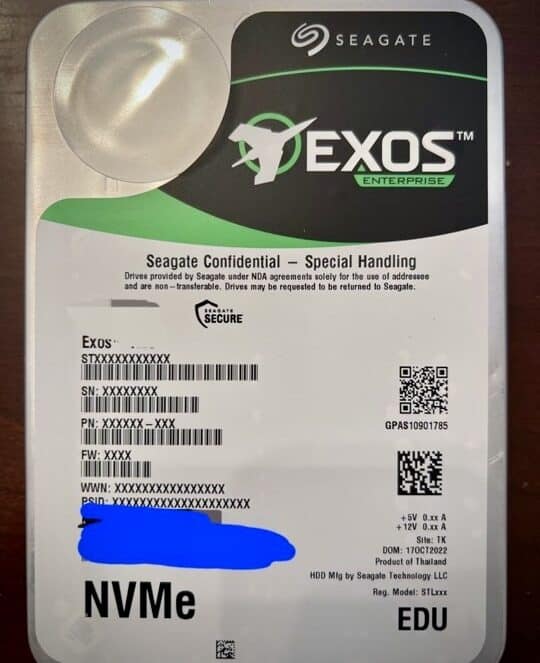 SEAGATE
EXOS™
ENTERPRISE
Seagate Confidential – Special Handling
Drives provided by Seagate under NDA agreements solely for the use of addressee
and are non-transferable. Drives may be requested to be returned to Seagate.
SEAGATE
SECURE
Exos
STXXXXXXXXXXX
SN: XXXXXXXX
PN: XXXXXX-XXX
FW: XXXX
WWN: XXXXXXXXXXXXXXXX
PSID: XXXXXXXXXXXXXXXXXXXX
GPAS10901785
+5V 0.xx A
+12V 0.xx A
Site: TK
DOM: 17OCT2022
Product of Thailand
HDD Mfg by Seagate Technology LLC
Reg. Model: STLxxx
NVMe
EDU